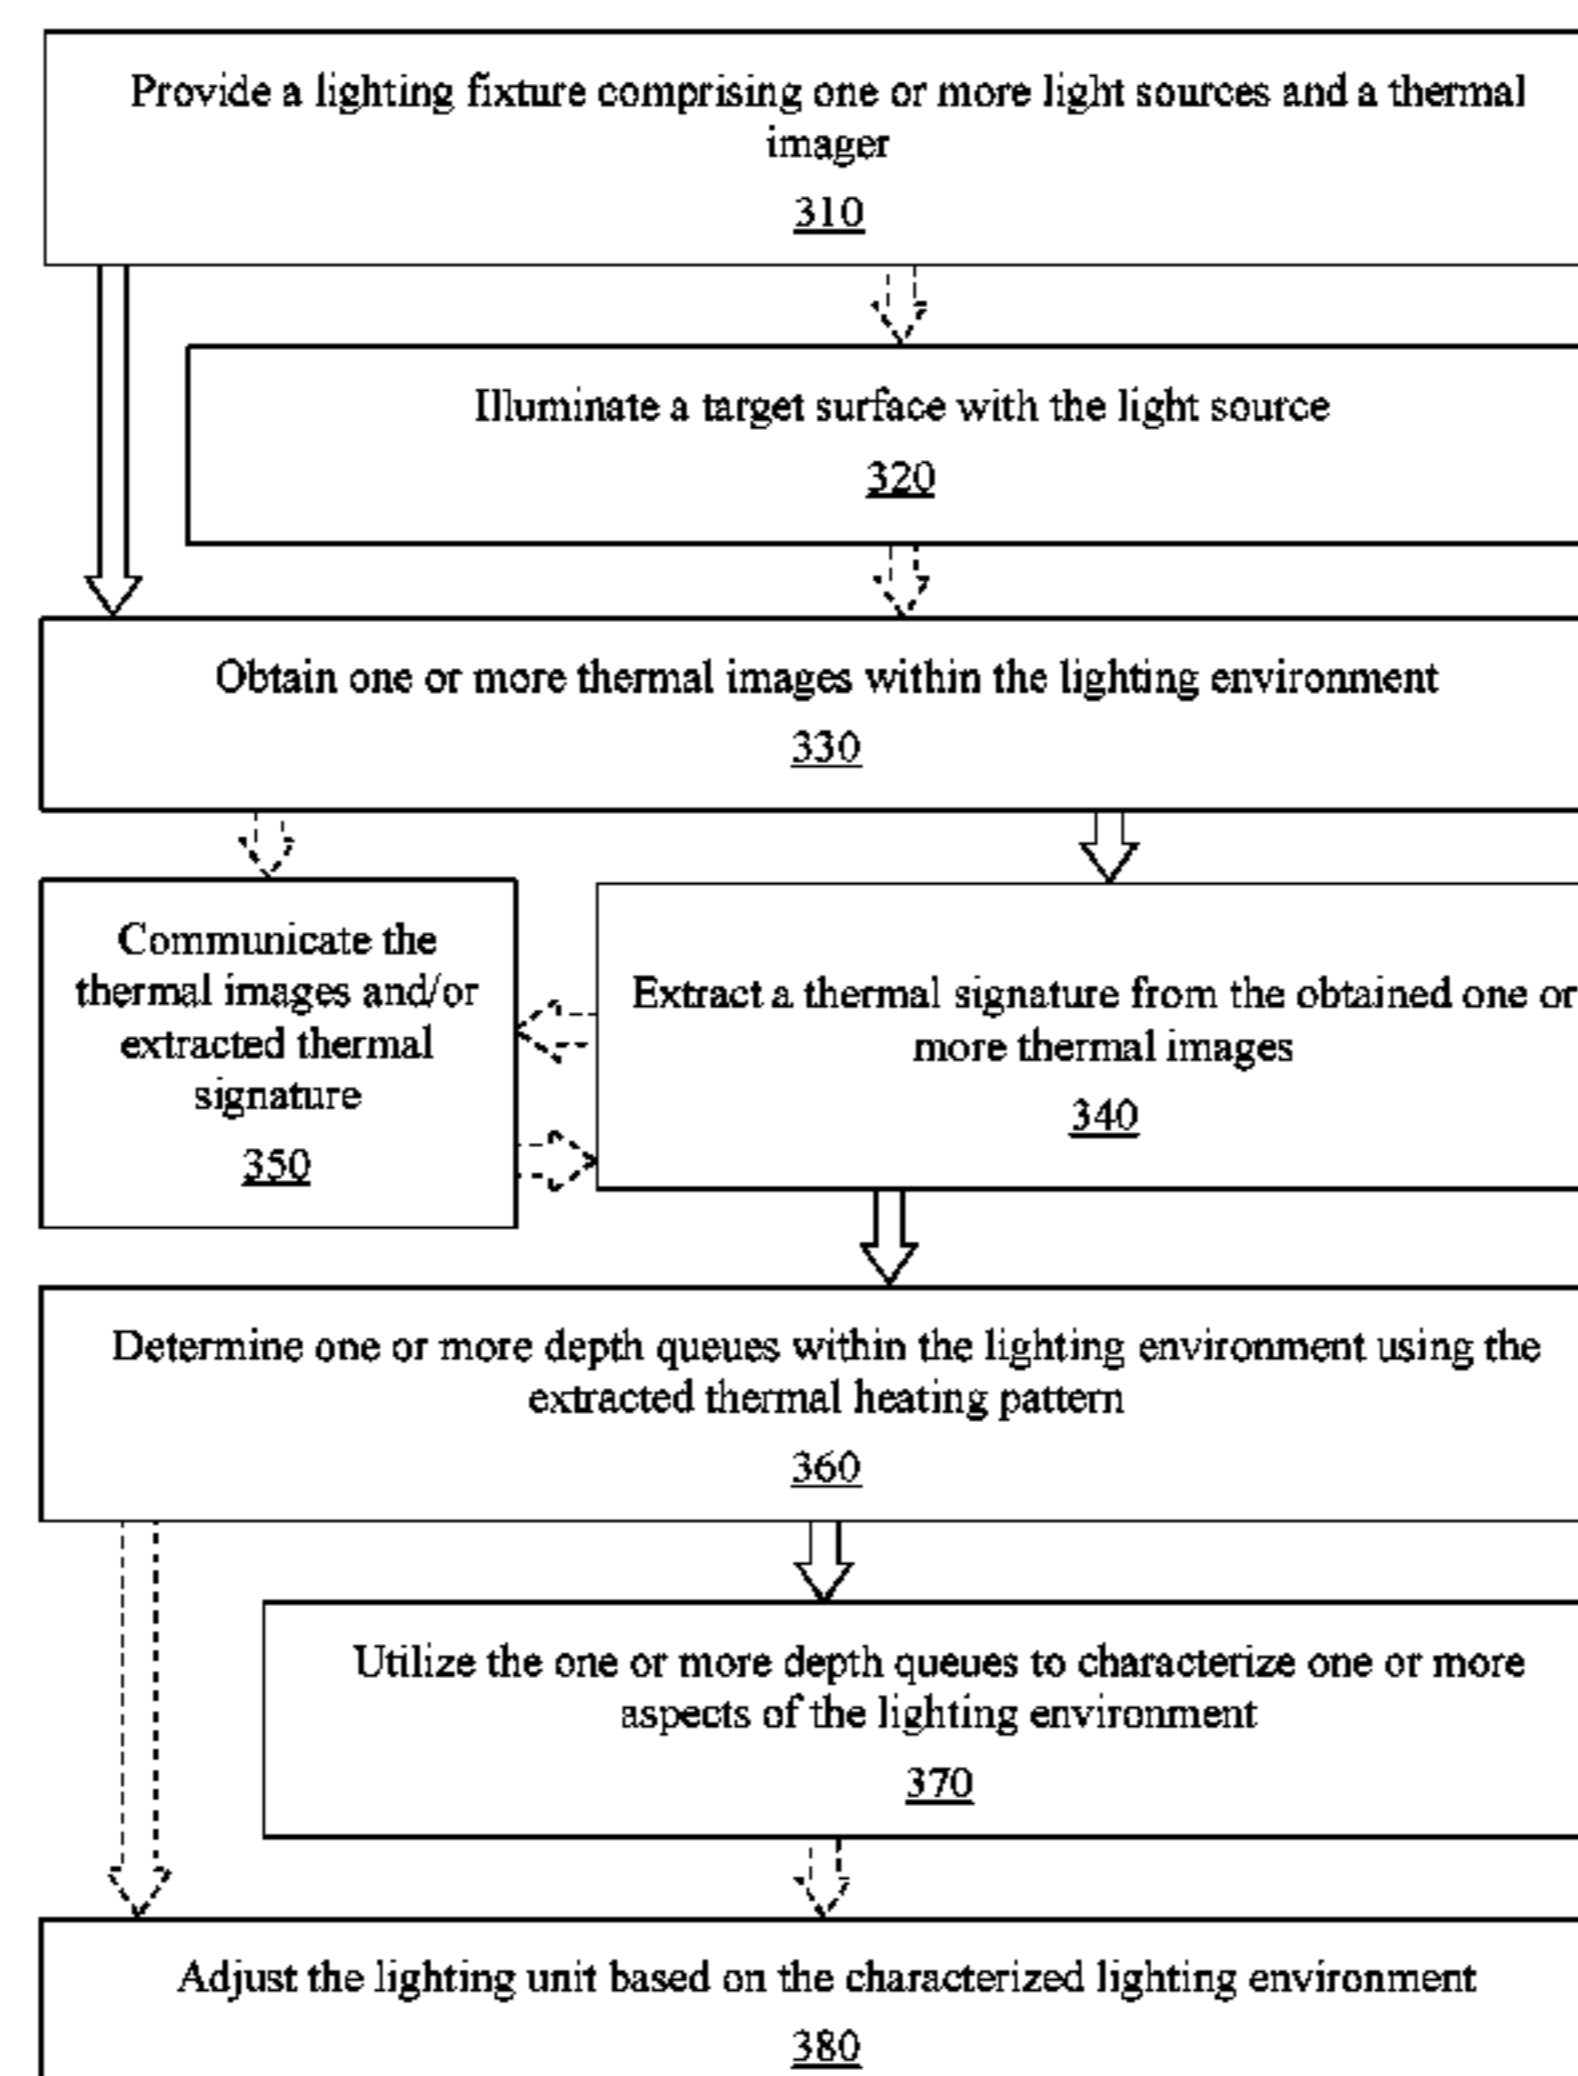 Provide a lighting fixture comprising one or more light sources and a thermal
imager
310
Illuminate a target surface with the light source
320
Obtain one or more thermal images within the lighting environment
330
Communicate the
thermal images and/or
extracted thermal
signature
350
Extract a thermal signature from the obtained one or
more thermal images
340
Determine one or more depth queues within the lighting environment using the
extracted thermal heating pattern
360
Utilize the one or more depth queues to characterize one or more
aspects of the lighting environment
370
Adjust the lighting unit based on the characterized lighting environment
380